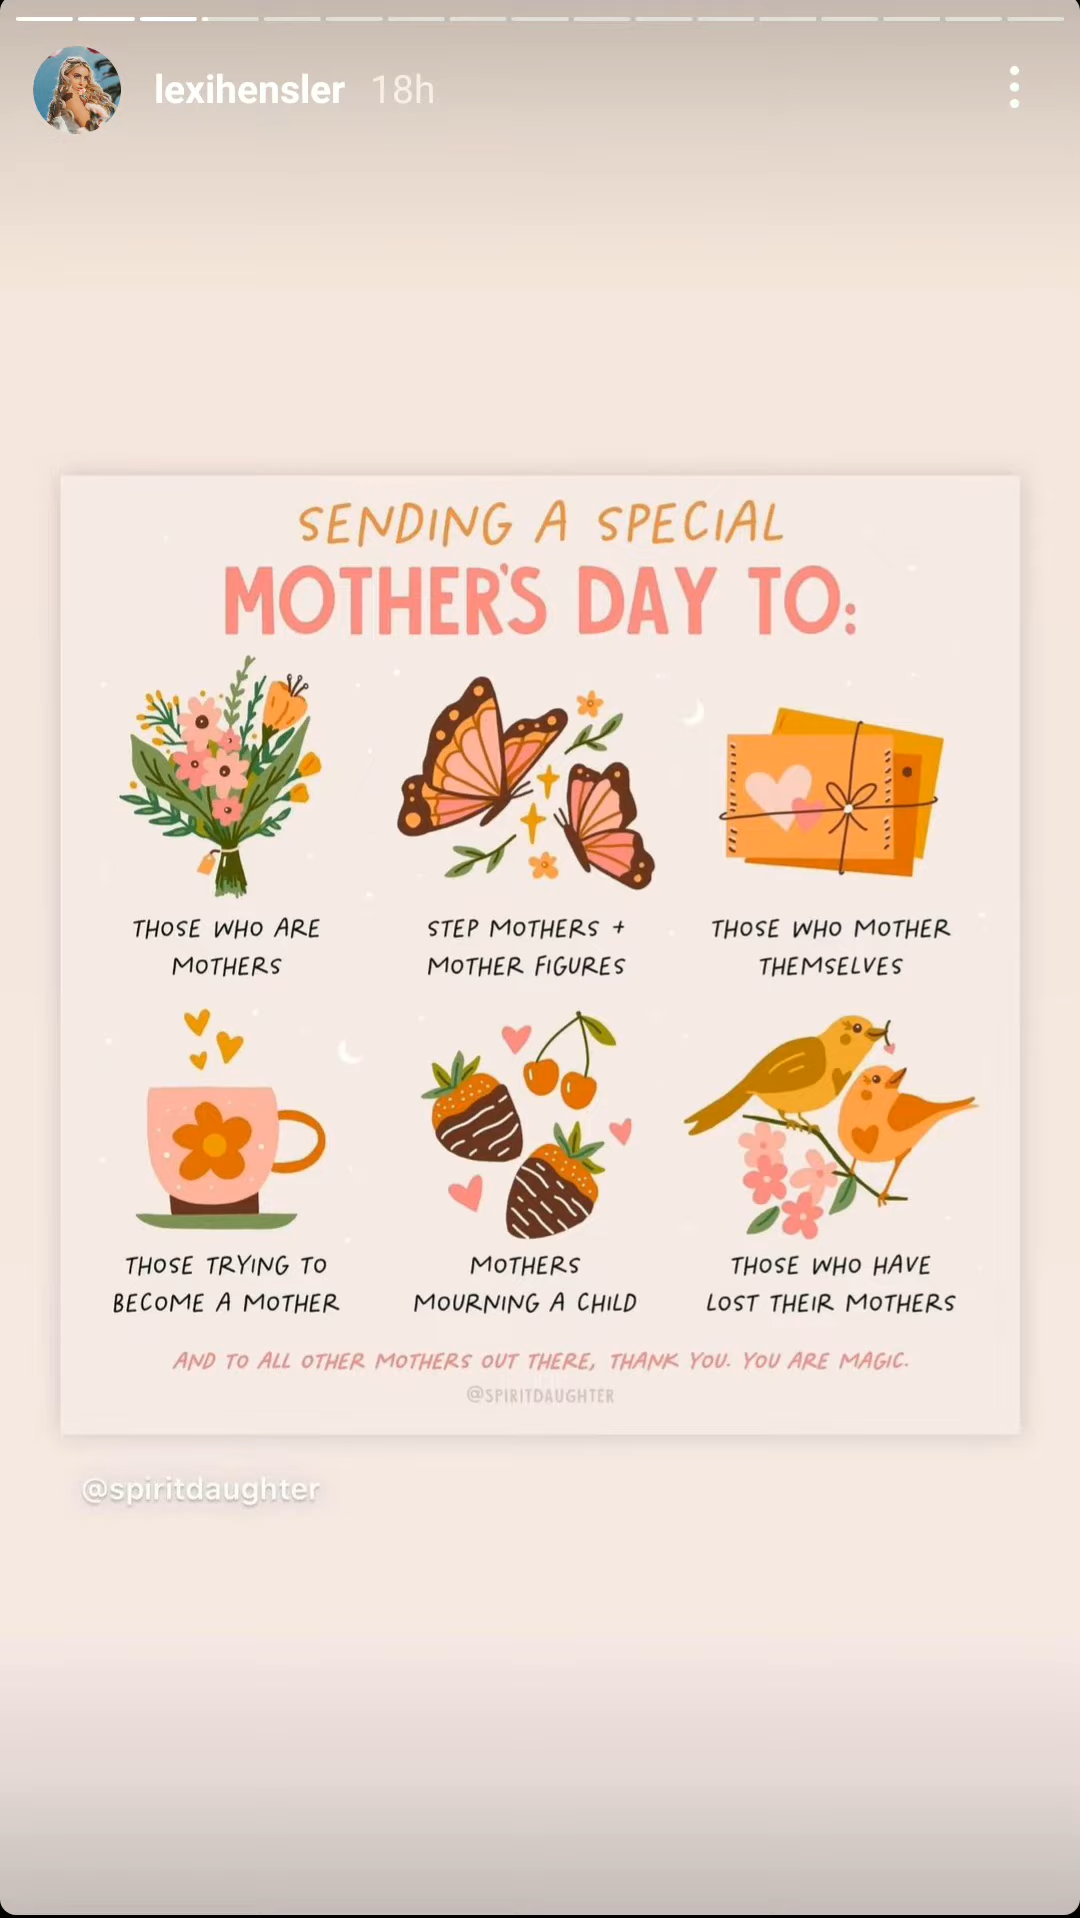 lexihensler 18h
SENDING A SPECIAL
MOTHER'S DAY TO:
THOSE WHO ARE
MOTHERS
STEP MOTHERS +
MOTHER FIGURES
THOSE WHO MOTHER
THEMSELVES
THOSE TRYING TO
BECOME A MOTHER
MOTHERS
MOURNING A CHILD
THOSE WHO HAVE
LOST THEIR MOTHERS
AND TO ALL OTHER MOTHERS OUT THERE, THANK YOU. YOU ARE MAGIC.
@SPIRITDAUGHTER
@spiritdaughter